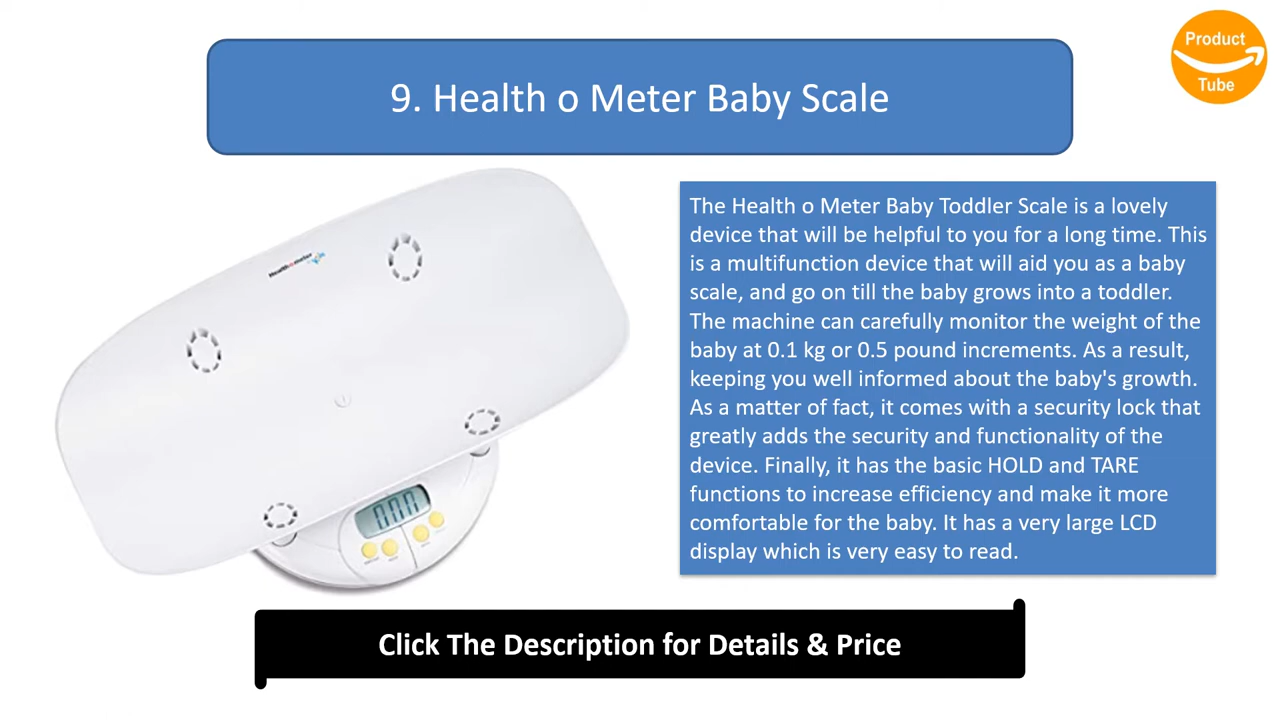 Product
Tube
9. Health o Meter Baby Scale
Health o meter
The Health o Meter Baby Toddler Scale is a lovely
device that will be helpful to you for a long time. This
is a multifunction device that will aid you as a baby
scale, and go on till the baby grows into a toddler.
The machine can carefully monitor the weight of the
baby at 0.1 kg or 0.5 pound increments. As a result,
keeping you well informed about the baby's growth.
As a matter of fact, it comes with a security lock that
greatly adds the security and functionality of the
device. Finally, it has the basic HOLD and TARE
functions to increase efficiency and make it more
comfortable for the baby. It has a very large LCD
display which is very easy to read.
0.0.0
Click The Description for Details & Price